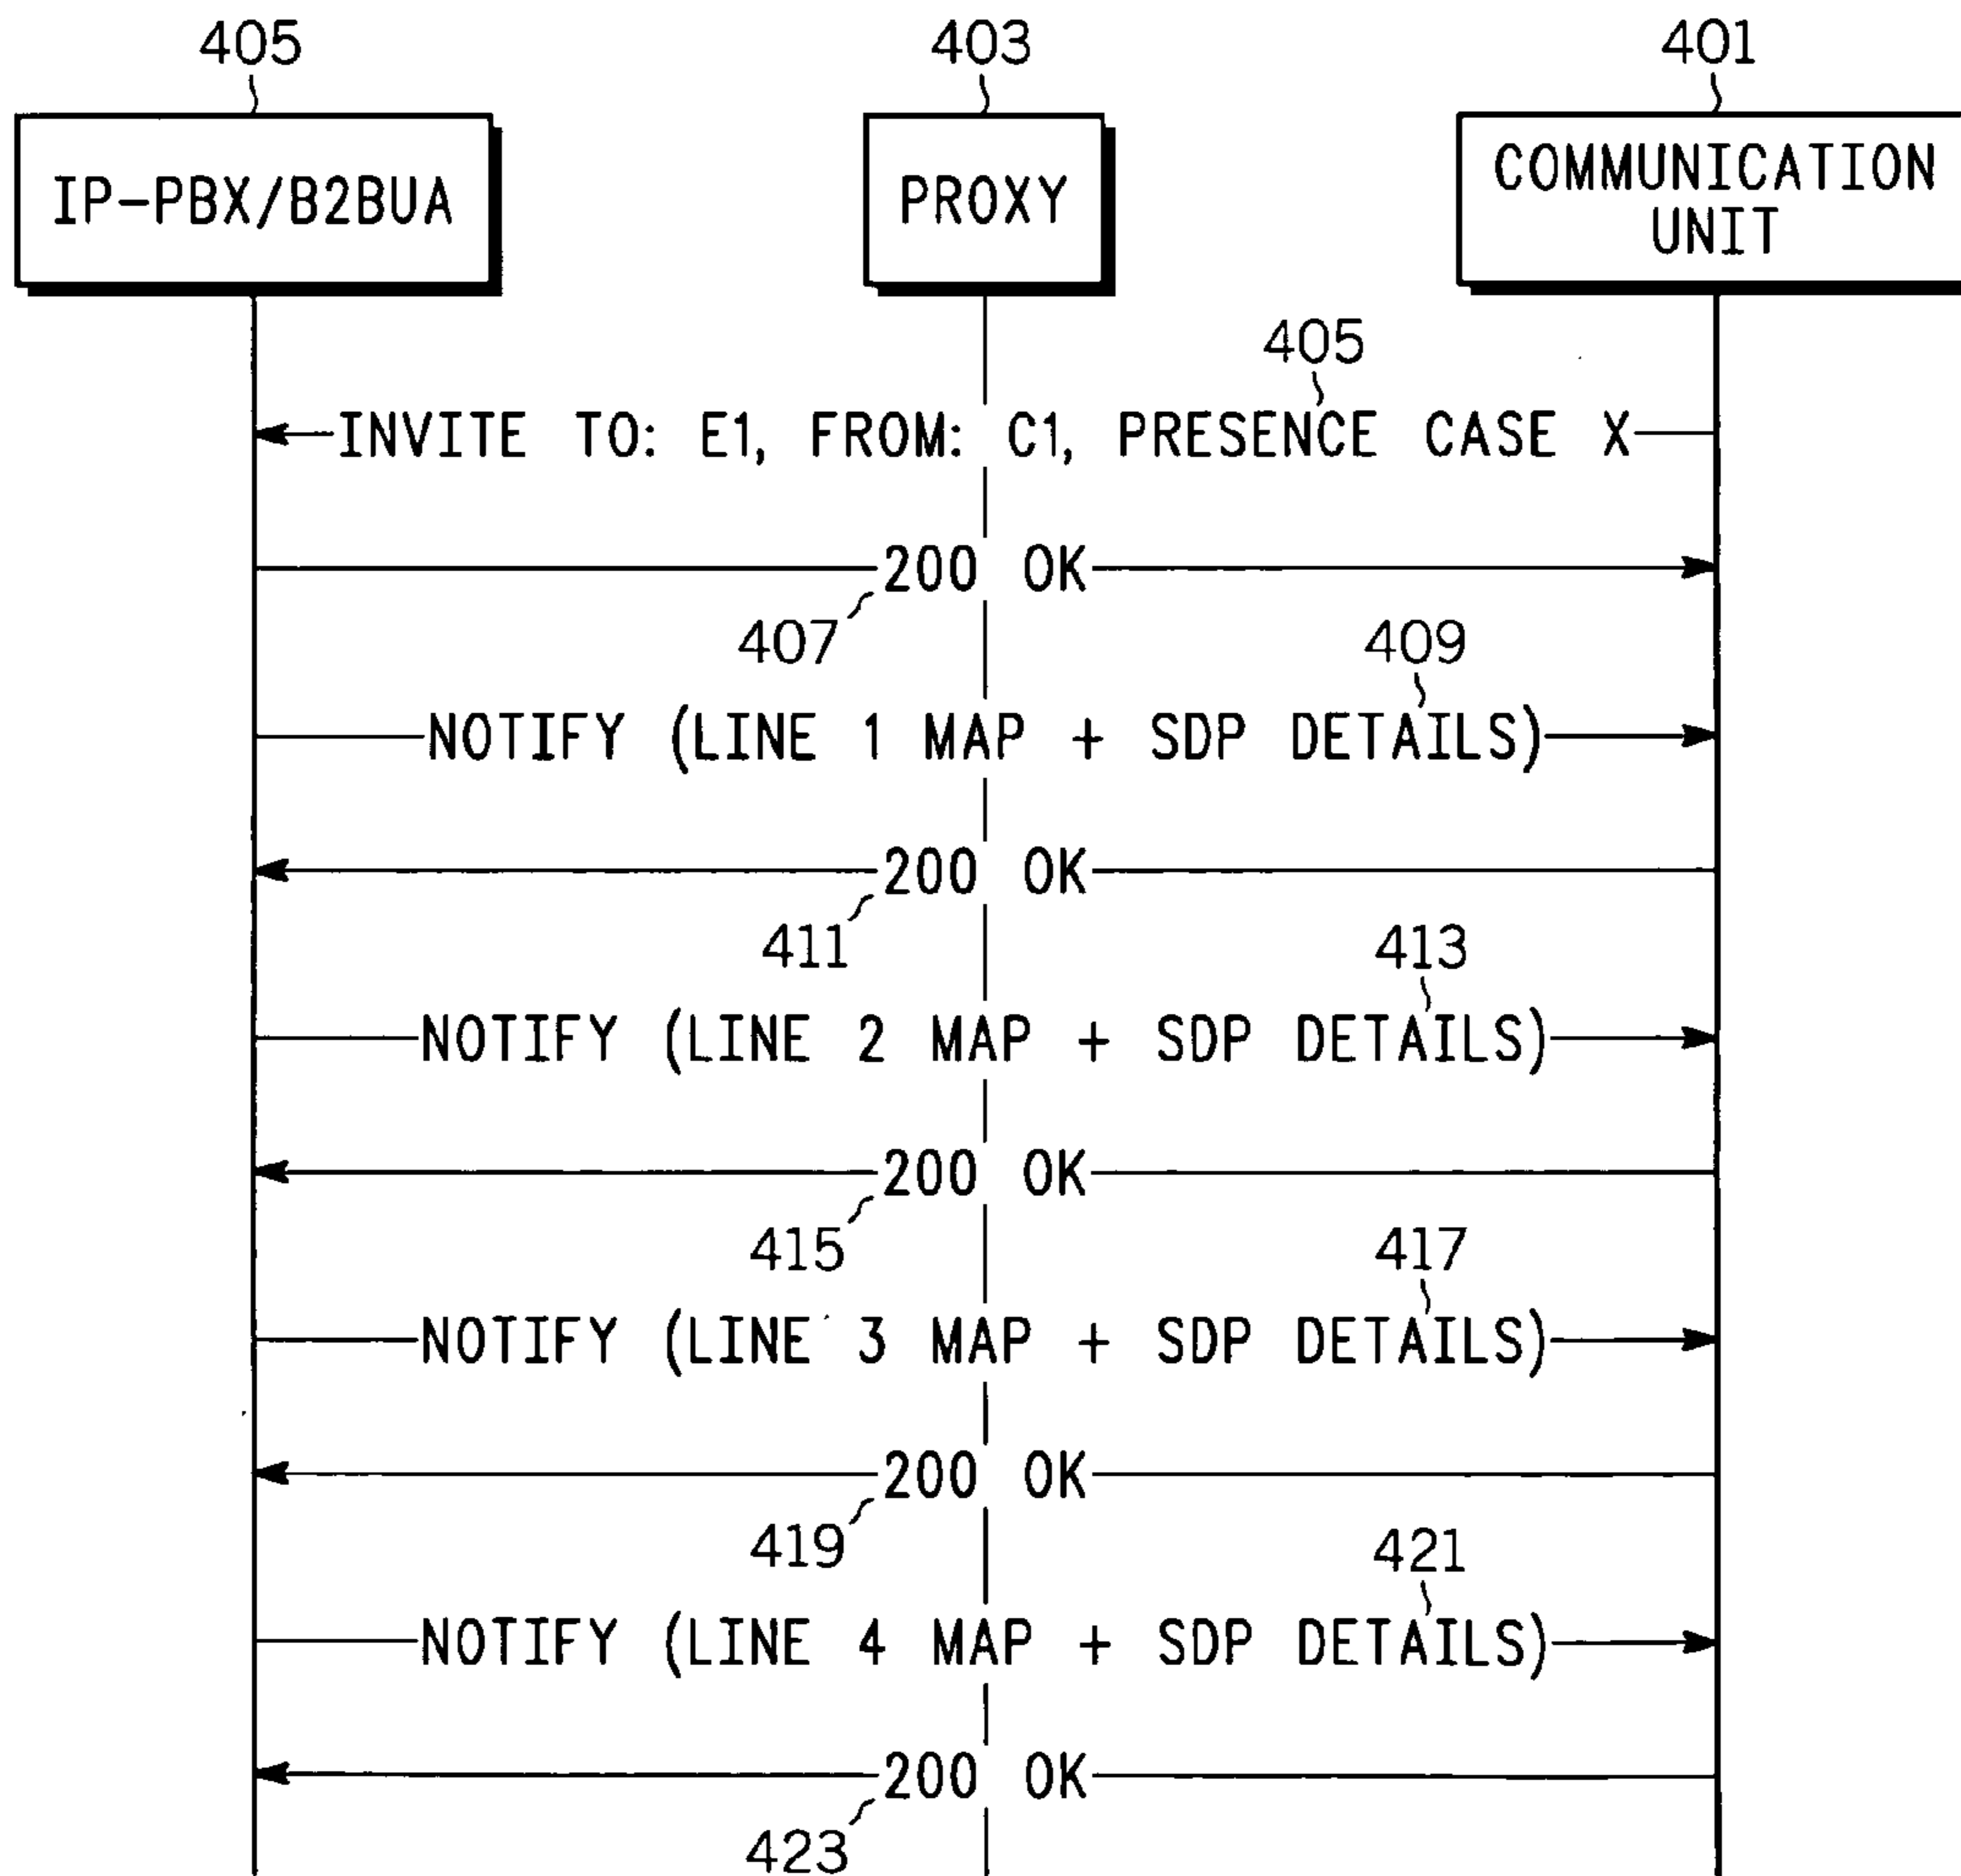 405
403
401
IP-PBX/B2BUA
PROXY
COMMUNICATION
UNIT
405
INVITE TO: E1, FROM: C1, PRESENCE CASE X
200 OK
407
409
NOTIFY (LINE 1 MAP + SDP DETAILS)
200 OK
411
413
NOTIFY (LINE 2 MAP + SDP DETAILS)
200 OK
415
417
NOTIFY (LINE 3 MAP + SDP DETAILS)
200 OK
419
421
NOTIFY (LINE 4 MAP + SDP DETAILS)
200 OK
423